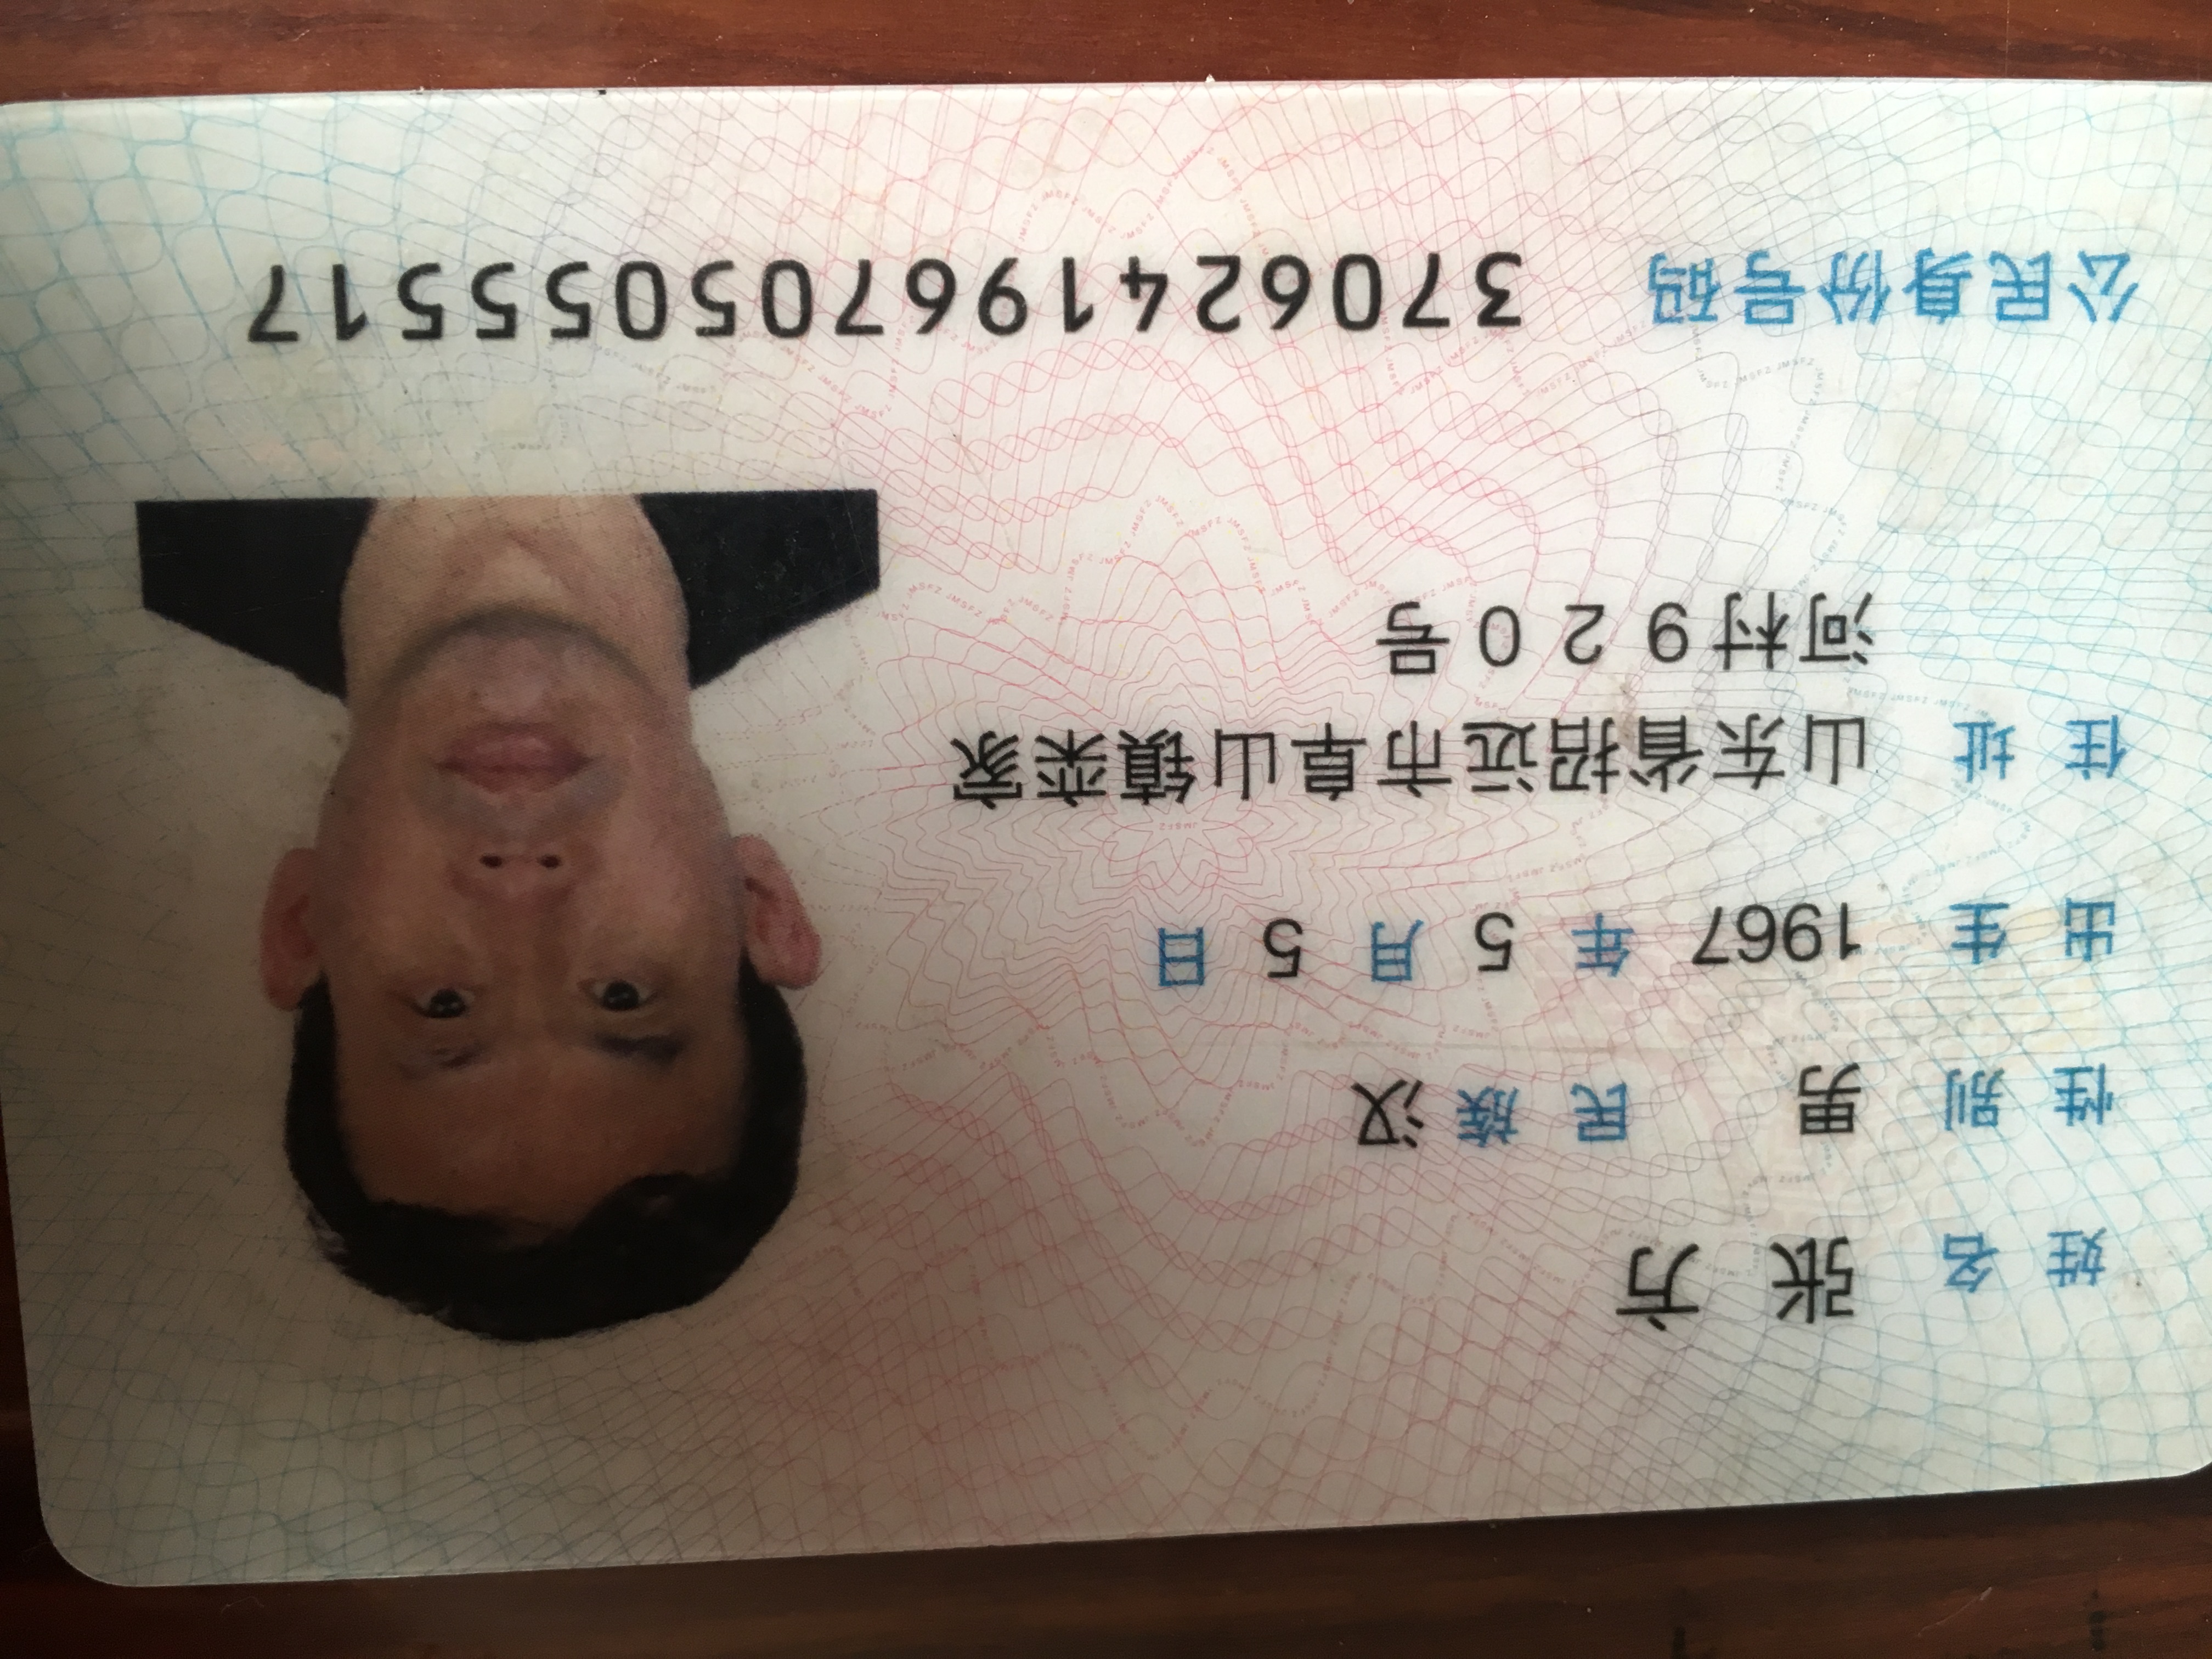 姓名 张方
性别 男 民族 汉
出生 1967 年 5 月 5 日
住址 山东省招远市阜山镇栾家
河村920号
公民身份号码 370624196705055517